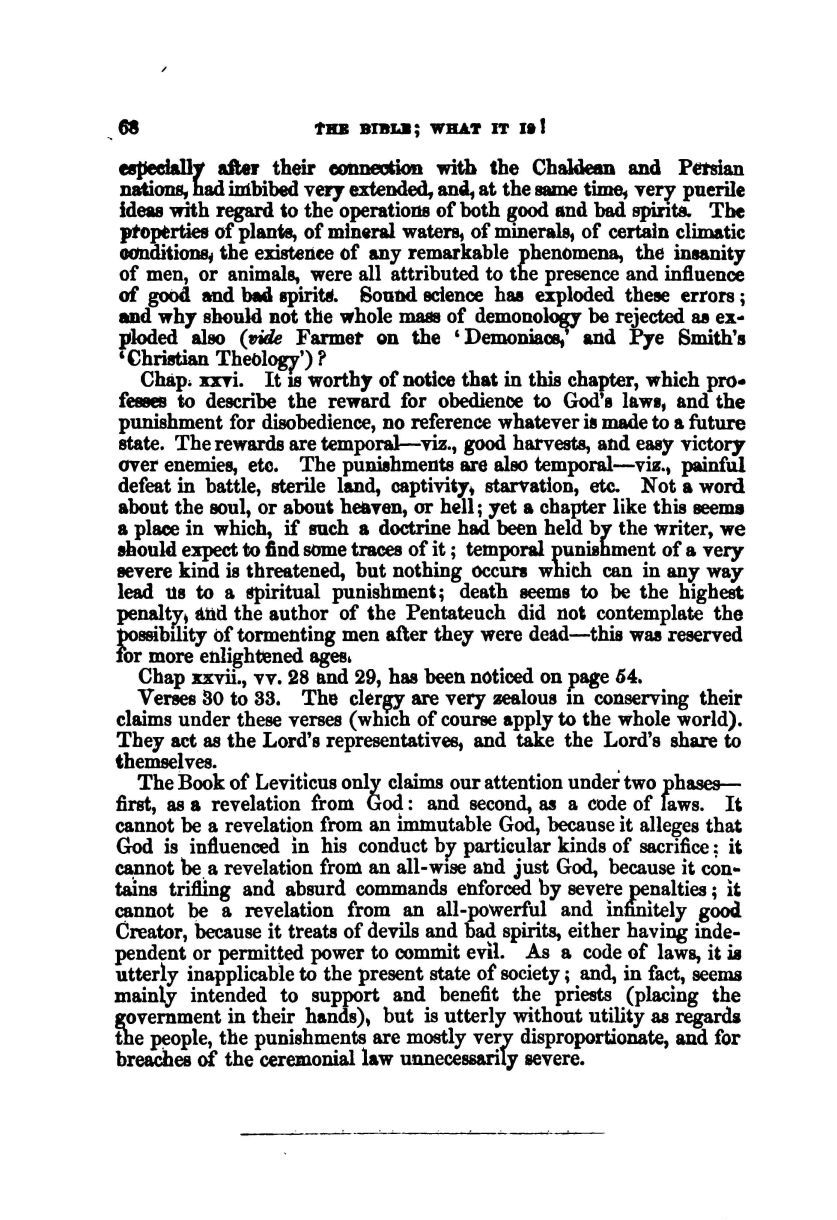 68 THE BIBLE; WHAT IT IS!
especially after their connection with the Chaldean and Persian
nations, had imbibed very extended, and, at the same time, very puerile
ideas with regard to the operations of both good and bad spirits. The
properties of plants, of mineral waters, of minerals, of certain climatic
conditions, the existence of any remarkable phenomena, the insanity
of men, or animals, were all attributed to the presence and influence
of good and bad spirits. Sound science has exploded these errors;
and why should not the whole mass of demonology be rejected as ex-
ploded also (vide Farmer on the ‘Demoniacs,’ and Pye Smith's
‘Christian Theology’)?
Chap. xxvi. It is worthy of notice that in this chapter, which pro-
fesses to describe the reward for obedience to God's laws, and the
punishment for disobedience, no reference whatever is made to a future
state. The rewards are temporal—viz., good harvests, and easy victory
over enemies, etc. The punishments are also temporal—viz., painful
defeat in battle, sterile land, captivity, starvation, etc. Not a word
about the soul, or about heaven, or hell; yet a chapter like this seems
a place in which, if such a doctrine had been held by the writer, we
should expect to find some traces of it; temporal punishment of a very
severe kind is threatened, but nothing occurs which can in any way
lead us to a spiritual punishment; death seems to be the highest
penalty, and the author of the Pentateuch did not contemplate the
possibility of tormenting men after they were dead—this was reserved
for more enlightened ages.
Chap xxvii., vv. 28 and 29, has been noticed on page 54.
Verses 30 to 33. The clergy are very zealous in conserving their
claims under these verses (which of course apply to the whole world).
They act as the Lord's representatives, and take the Lord's share to
themselves.
The Book of Leviticus only claims our attention under two phases—
first, as a revelation from God: and second, as a code of laws. It
cannot be a revelation from an immutable God, because it alleges that
God is influenced in his conduct by particular kinds of sacrifice; it
cannot be a revelation from an all-wise and just God, because it con-
tains trifling and absurd commands enforced by severe penalties; it
cannot be a revelation from an all-powerful and infinitely good
Creator, because it treats of devils and bad spirits, either having inde-
pendent or permitted power to commit evil. As a code of laws, it is
utterly inapplicable to the present state of society; and, in fact, seems
mainly intended to support and benefit the priests (placing the
government in their hands), but is utterly without utility as regards
the people, the punishments are mostly very disproportionate, and for
breaches of the ceremonial law unnecessarily severe.